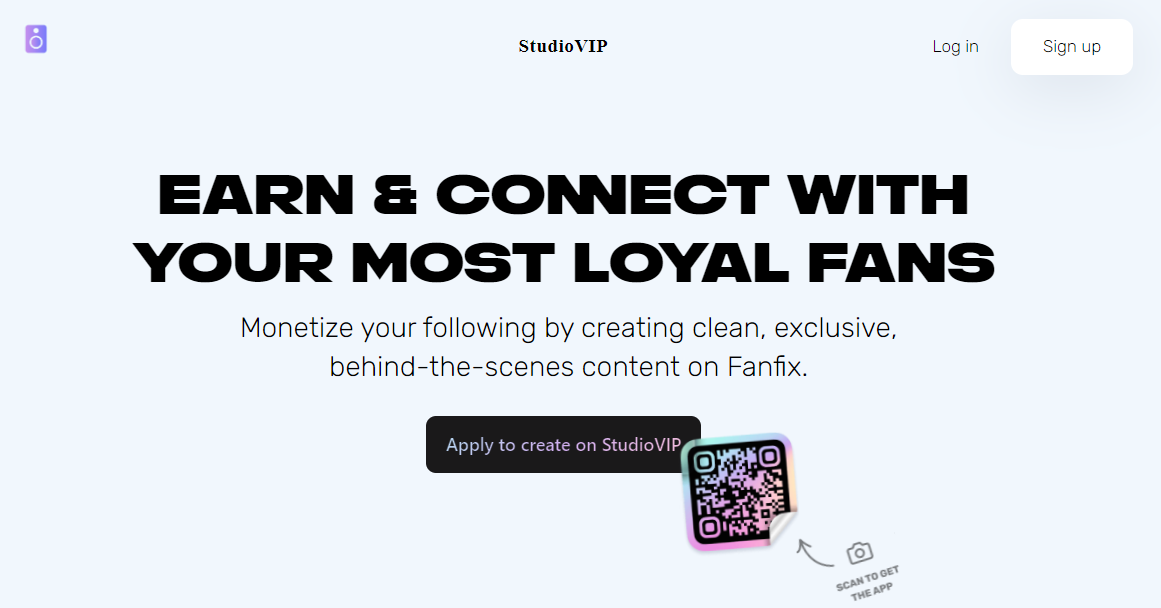 StudioVIP
Log in
Sign up
EARN & CONNECT WITH
YOUR MOST LOYAL FANS
Monetize your following by creating clean, exclusive,
behind-the-scenes content on Fanfix.
Apply to create on StudioVIP
SCAN TO GET
THE APP